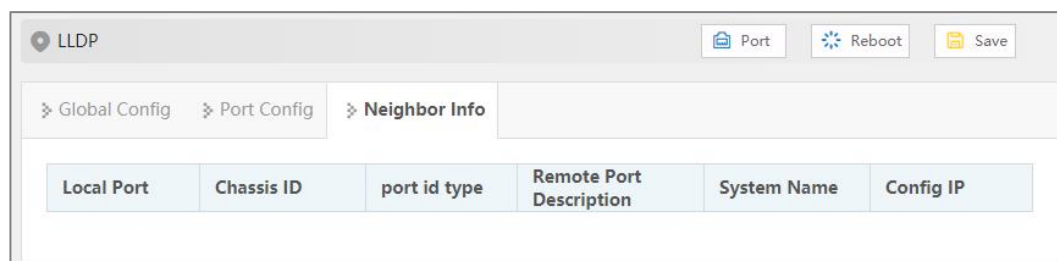 LLDP
Port
Reboot
Save
Global Config
Port Config
Neighbor Info
Local Port
Chassis ID
port id type
Remote Port
Description
System Name
Config IP